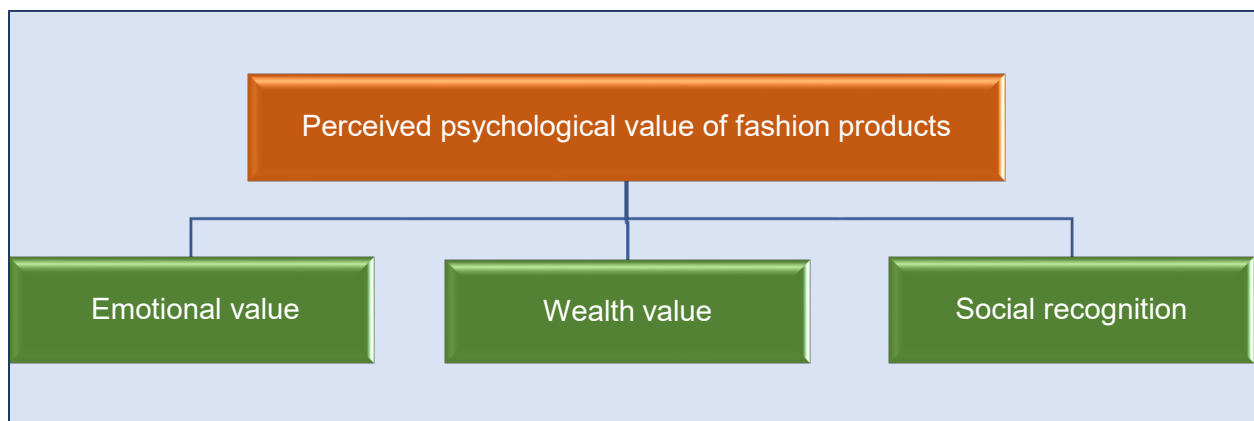 Perceived psychological value of fashion products
Emotional value
Wealth value
Social recognition